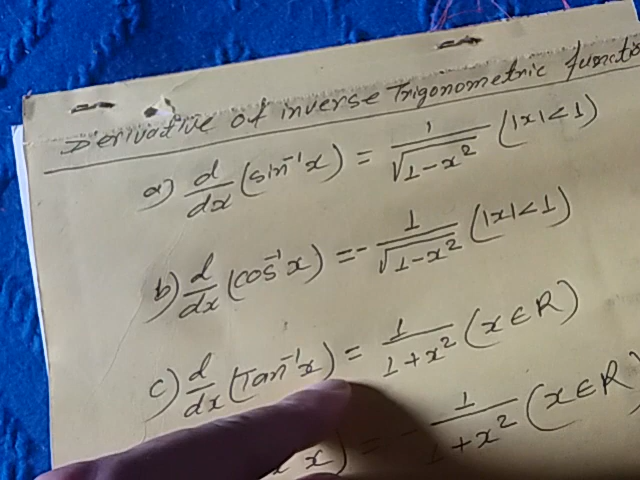 Derivative of inverse Trigonometric functio
a) d/dx (sin⁻¹x) = 1/√(1-x²) (|x| < 1)
b) d/dx (cos⁻¹x) = - 1/√(1-x²) (|x| < 1)
c) d/dx (Tan⁻¹x) = 1/(1+x²) (x ∈ R)
x) = - 1/(1+x²) (x ∈ R)